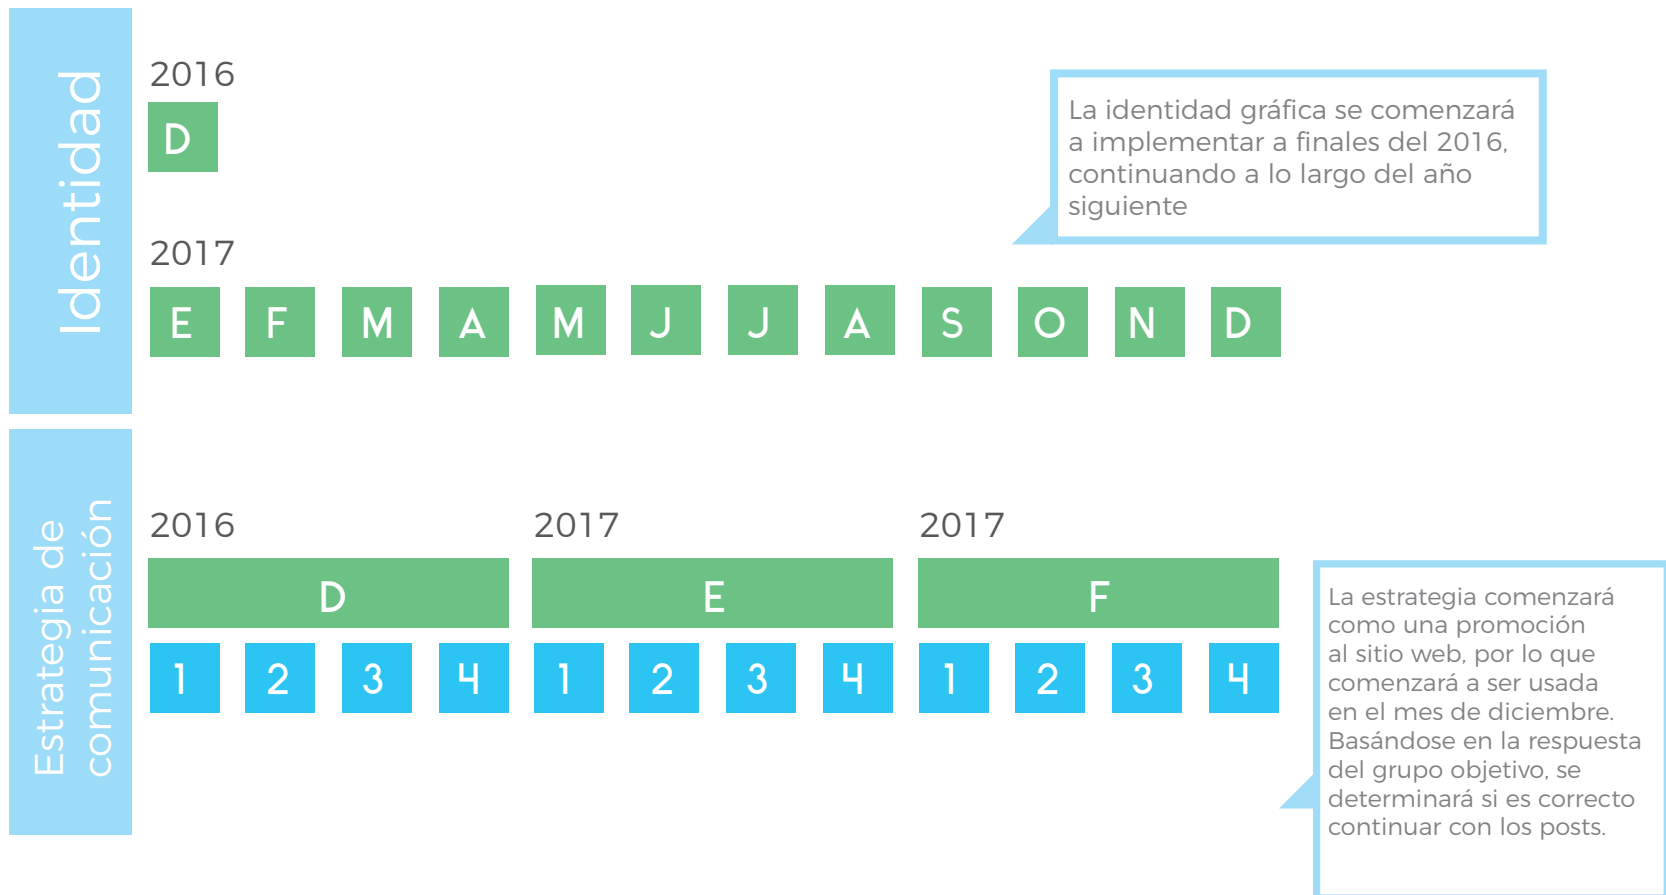 Identidad
2016
D
La identidad gráfica se comenzará
a implementar a finales del 2016,
continuando a lo largo del año
siguiente
2017
E F M A M J J A S O N D
Estrategia de
comunicación
2016 2017 2017
D E F
1 2 3 4 1 2 3 4 1 2 3 4
La estrategia comenzará
como una promoción
al sitio web, por lo que
comenzará a ser usada
en el mes de diciembre.
Basándose en la respuesta
del grupo objetivo, se
determinará si es correcto
continuar con los posts.